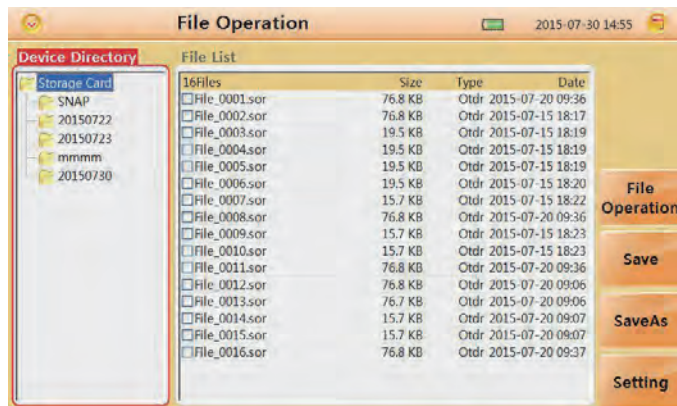 File Operation
2015-07-30 14:55
Device Directory
File List
Storage Card
SNAP
20150722
20150723
mmmm
20150730
16Files Size Type Date
File_0001.sor 76.8 KB Otdr 2015-07-20 09:36
File_0002.sor 76.8 KB Otdr 2015-07-15 18:17
File_0003.sor 19.5 KB Otdr 2015-07-15 18:19
File_0004.sor 19.5 KB Otdr 2015-07-15 18:19
File_0005.sor 19.5 KB Otdr 2015-07-15 18:19
File_0006.sor 19.5 KB Otdr 2015-07-15 18:20
File_0007.sor 15.7 KB Otdr 2015-07-15 18:22
File_0008.sor 76.8 KB Otdr 2015-07-20 09:36
File_0009.sor 15.7 KB Otdr 2015-07-15 18:23
File_0010.sor 15.7 KB Otdr 2015-07-15 18:23
File_0011.sor 76.8 KB Otdr 2015-07-20 09:36
File_0012.sor 76.8 KB Otdr 2015-07-20 09:06
File_0013.sor 76.7 KB Otdr 2015-07-20 09:06
File_0014.sor 15.7 KB Otdr 2015-07-20 09:07
File_0015.sor 15.7 KB Otdr 2015-07-20 09:07
File_0016.sor 76.8 KB Otdr 2015-07-20 09:37
File
Operation
Save
SaveAs
Setting